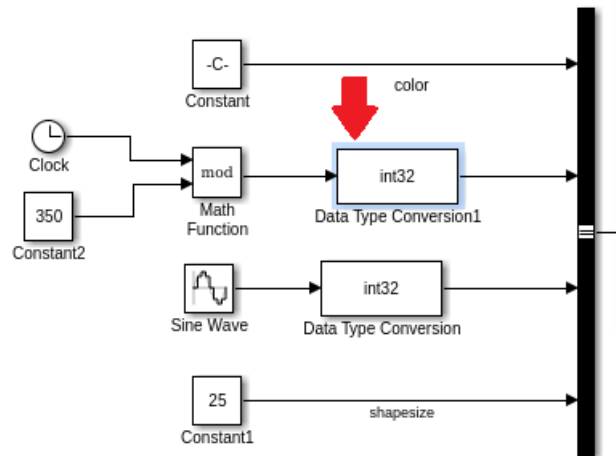 -C-
Constant
color
Clock
mod
int32
Math
Function
Data Type Conversion1
350
Constant2
int32
Sine Wave
Data Type Conversion
25
Constant1
shapesize